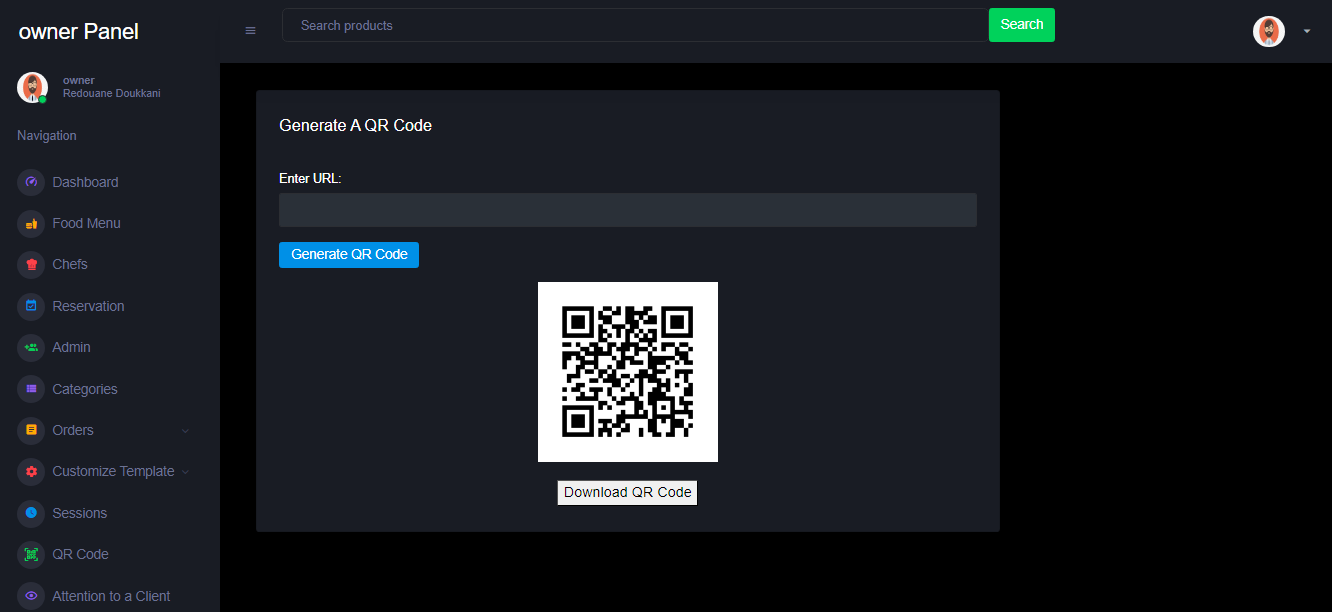 owner Panel
Search products
Search
owner
Redouane Doukkani
Navigation
Dashboard
Food Menu
Chefs
Reservation
Admin
Categories
Orders
Customize Template
Sessions
QR Code
Attention to a Client
Generate A QR Code
Enter URL:
Generate QR Code
Download QR Code